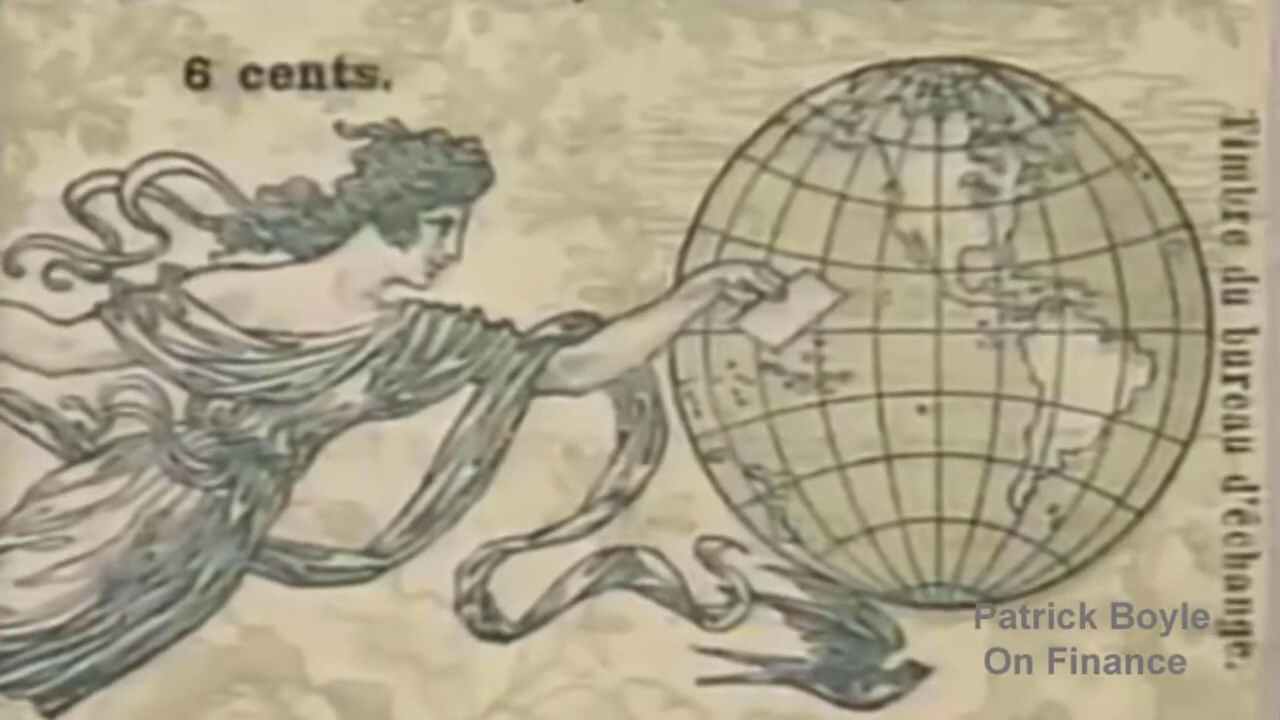 6 cents.
Timbre du bureau d'échange.
Patrick Boyle
On Finance